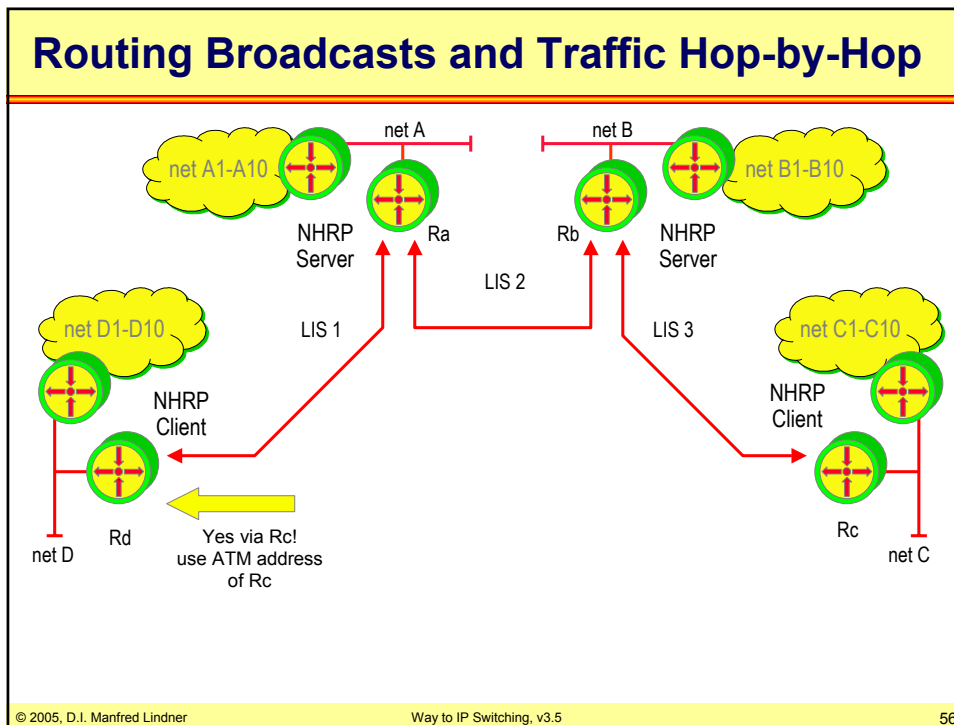 Routing Broadcasts and Traffic Hop-by-Hop
net A
net B
net A1-A10
net B1-B10
NHRP
Server
Ra
Rb
NHRP
Server
LIS 2
net D1-D10
LIS 1
LIS 3
net C1-C10
NHRP
Client
NHRP
Client
Rd
Yes via Rc!
use ATM address
of Rc
Rc
net D
net C
© 2005, D.I. Manfred Lindner
Way to IP Switching, v3.5
56